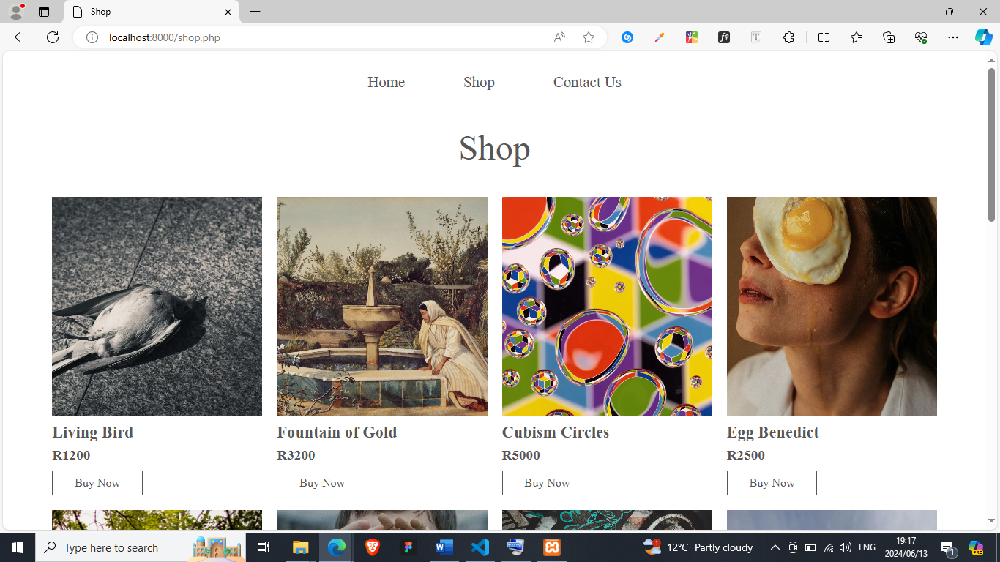 Shop
localhost:8000/shop.php
Home Shop Contact Us
Shop
Living Bird Fountain of Gold Cubism Circles Egg Benedict
R1200 R3200 R5000 R2500
Buy Now Buy Now Buy Now Buy Now
Type here to search 12°C Partly cloudy ENG 19:17
2024/06/13